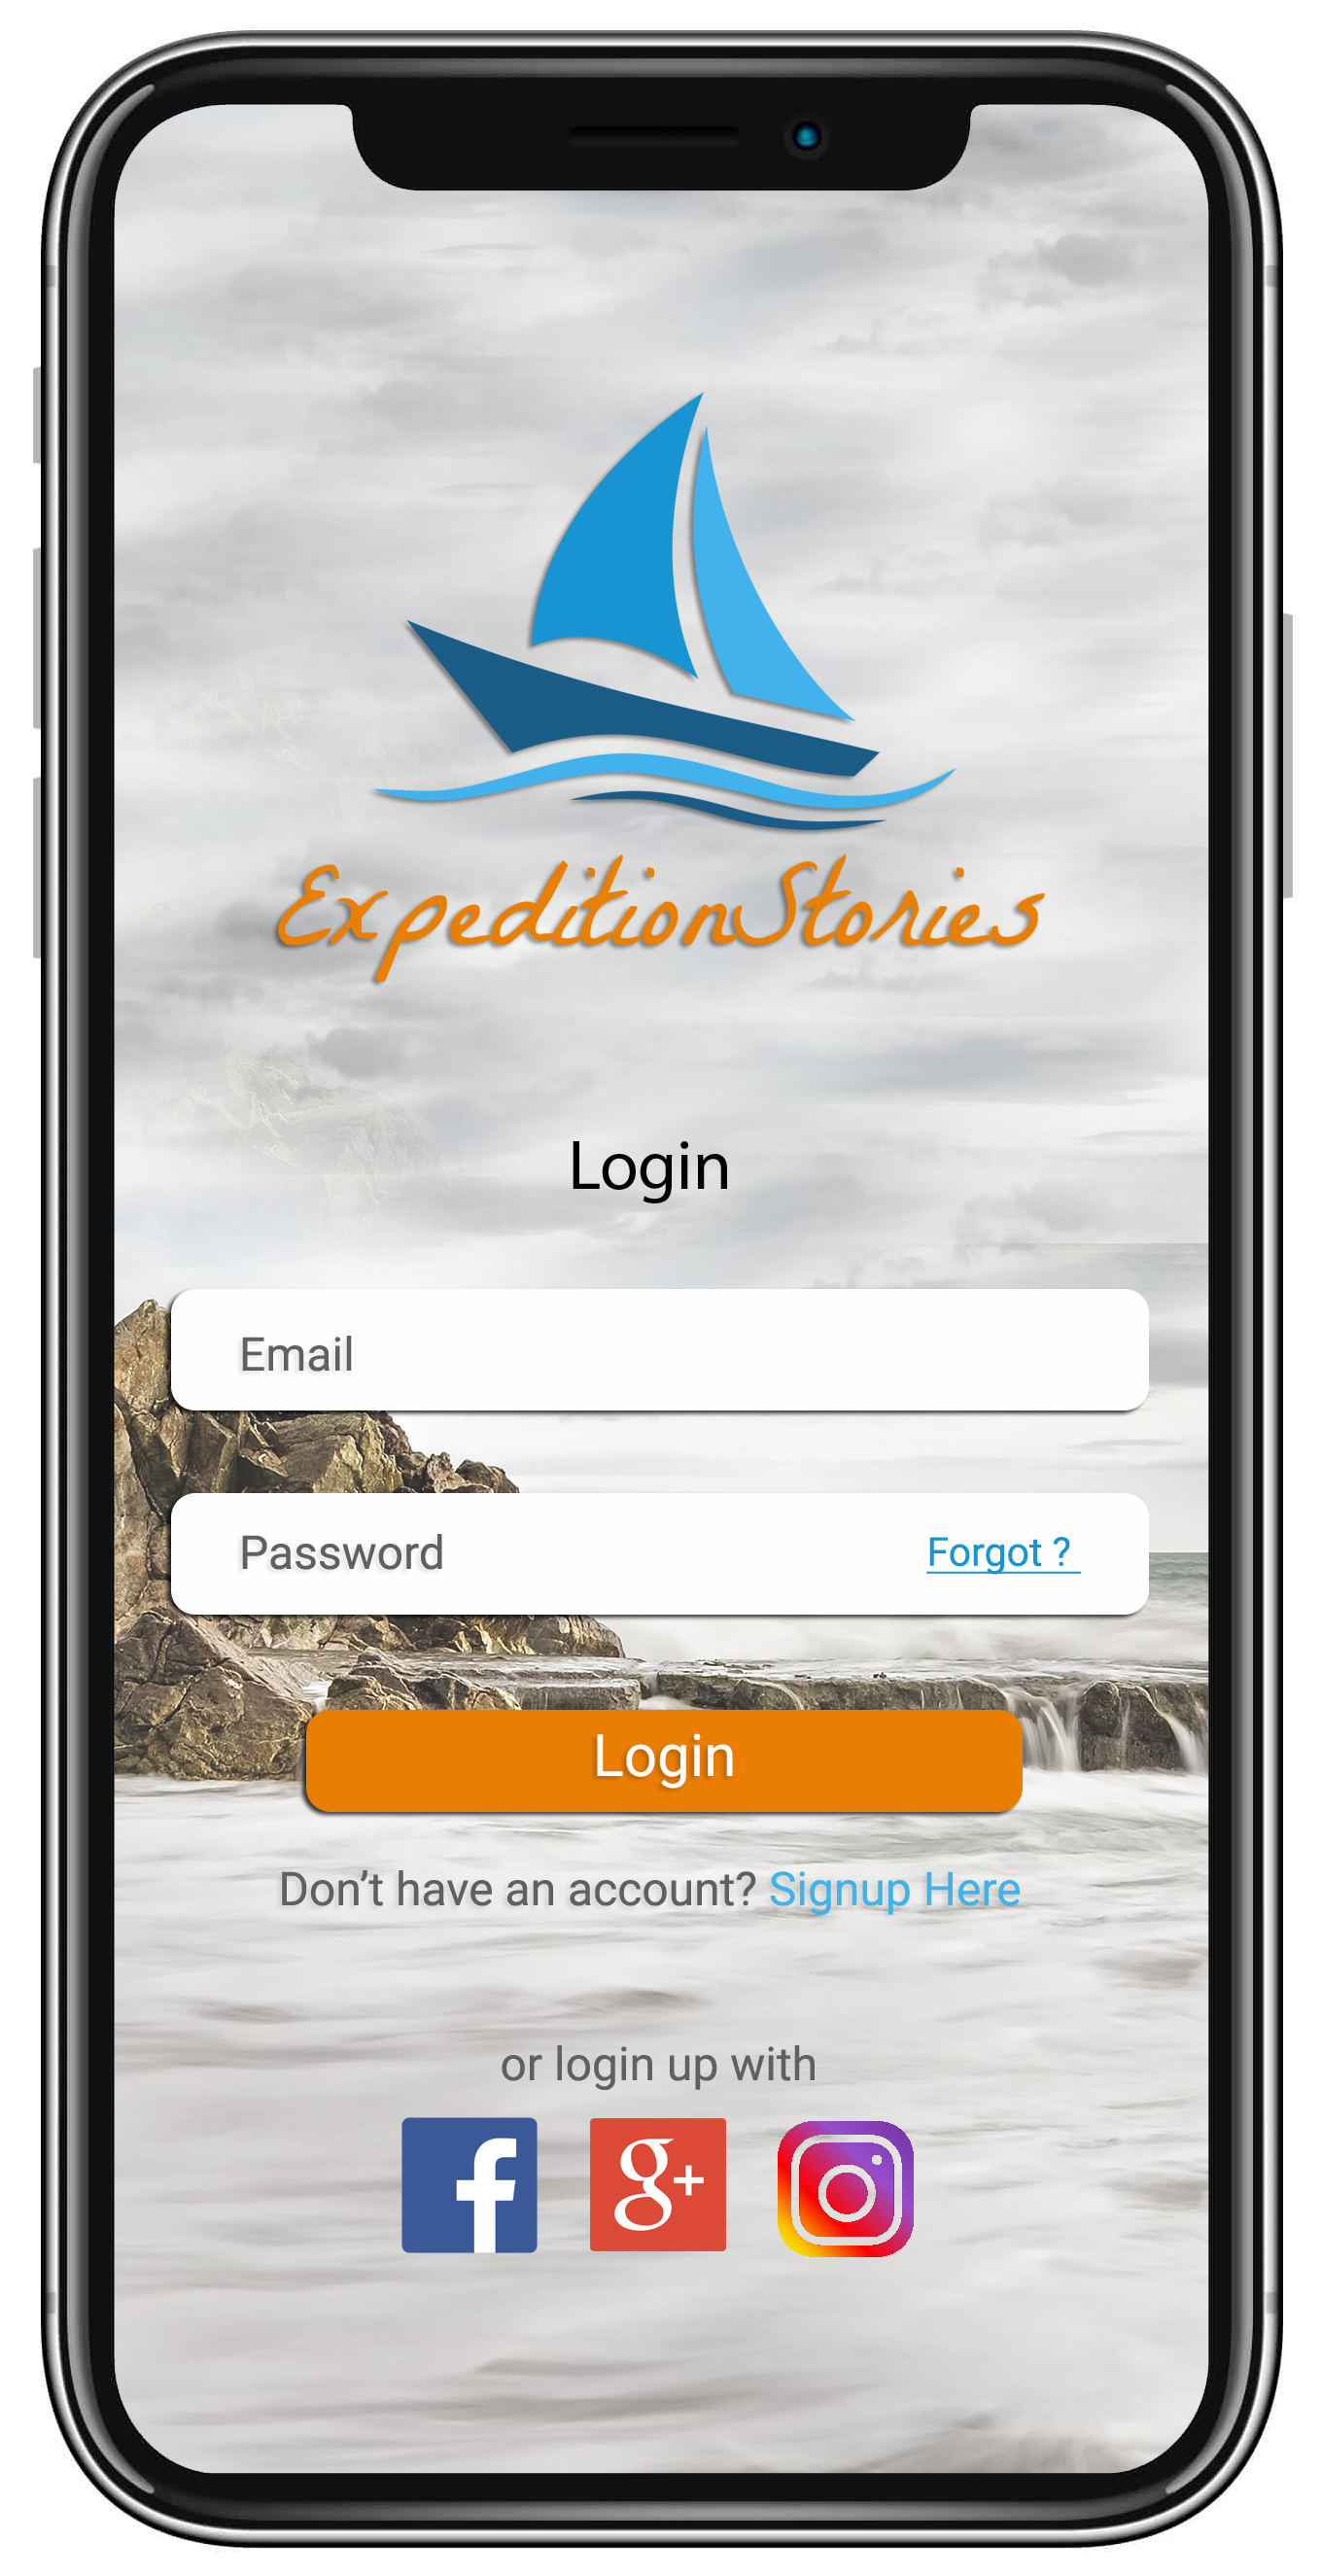 ExpeditionStories
Login
Email
Password Forgot ?
Login
Don’t have an account? Signup Here
or login up with
f g+